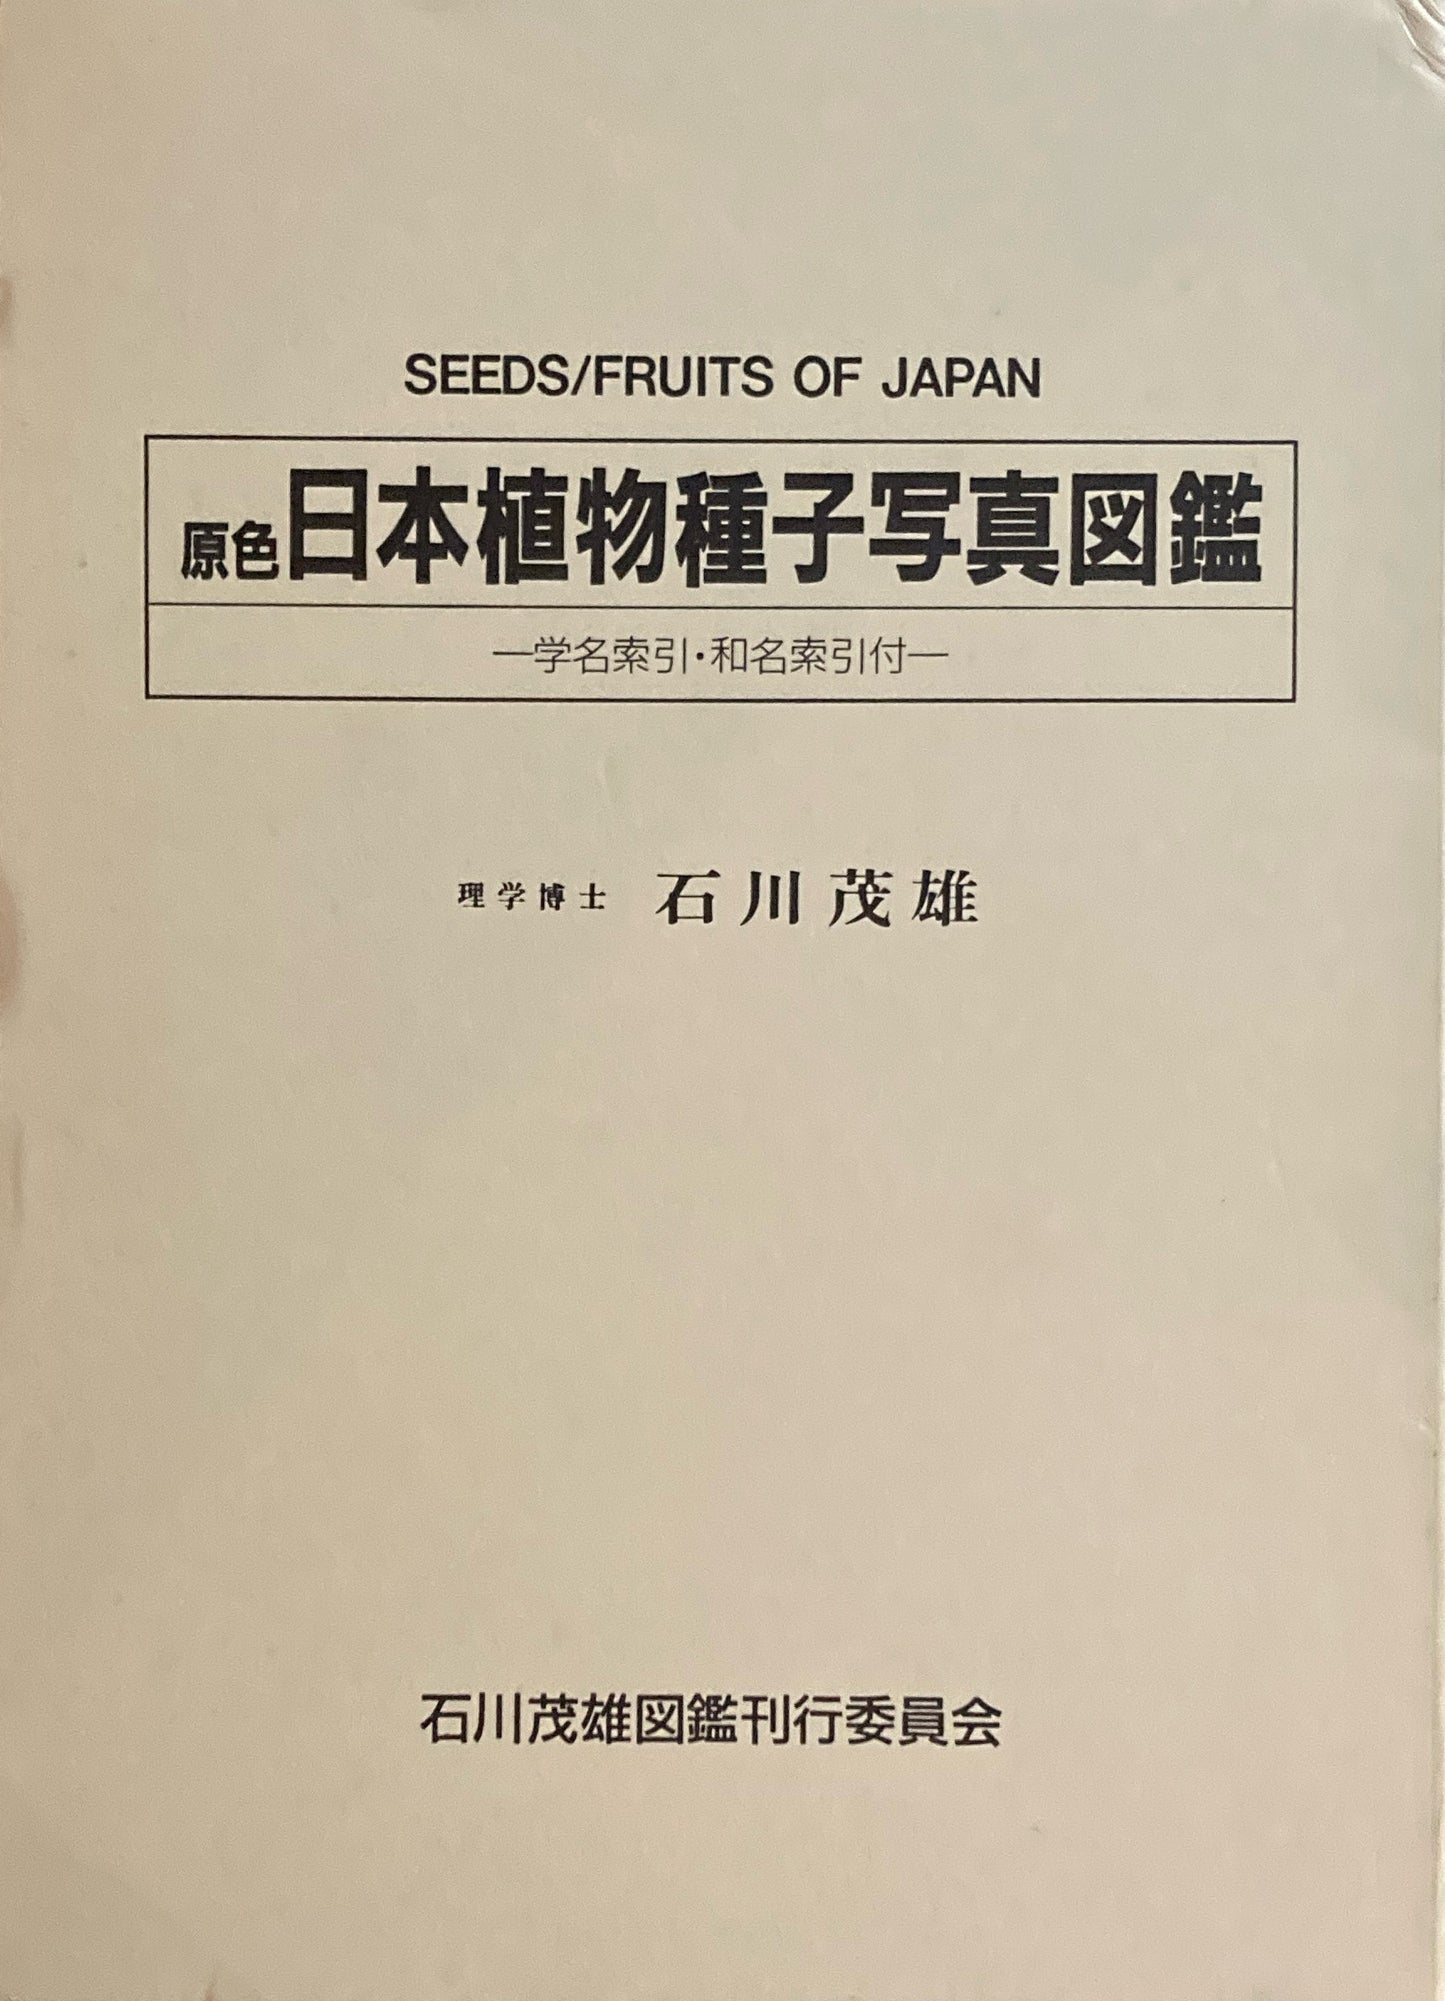 SEEDS/FRUITS OF JAPAN
原色日本植物種子写真図鑑
―学名索引・和名索引付―
理学博士 石川茂雄
石川茂雄図鑑刊行委員会